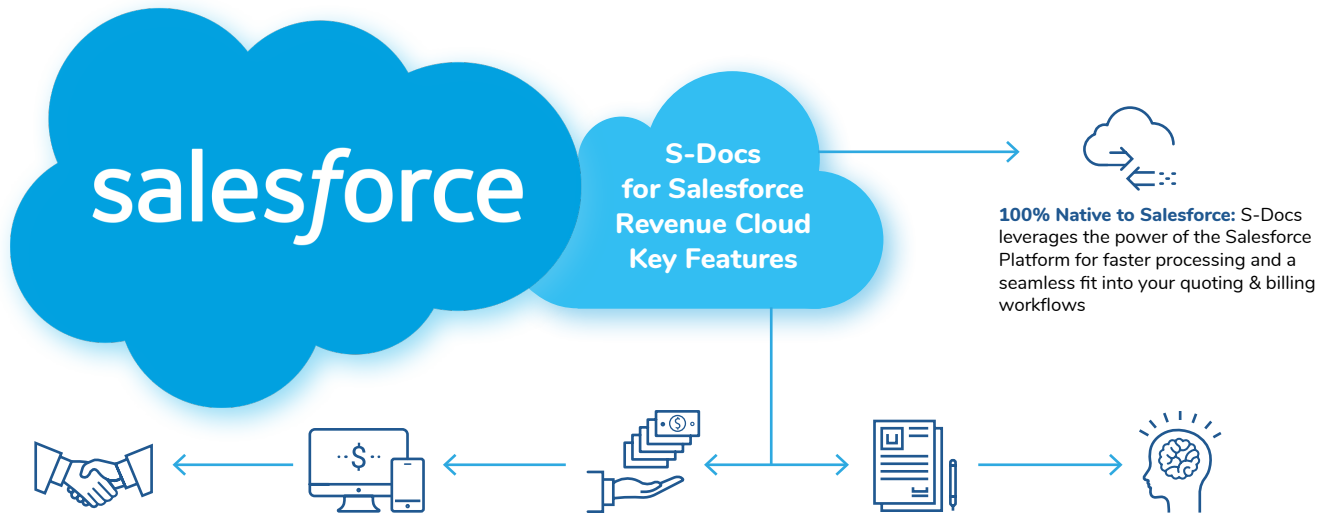 salesforce
S-Docs
for Salesforce
Revenue Cloud
Key Features
100% Native to Salesforce: S-Docs
leverages the power of the Salesforce
Platform for faster processing and a
seamless fit into your quoting & billing
workflows
$
$